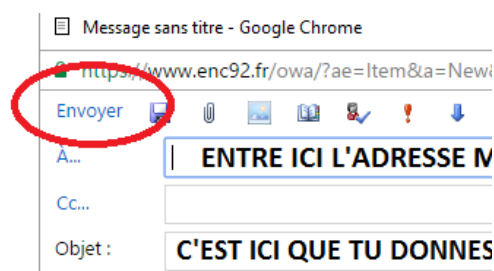 Message sans titre - Google Chrome
https://www.enc92.fr/owa/?ae=Item&a=New&
Envoyer
À...
ENTRE ICI L'ADRESSE M
Cc...
Objet :
C'EST ICI QUE TU DONNES